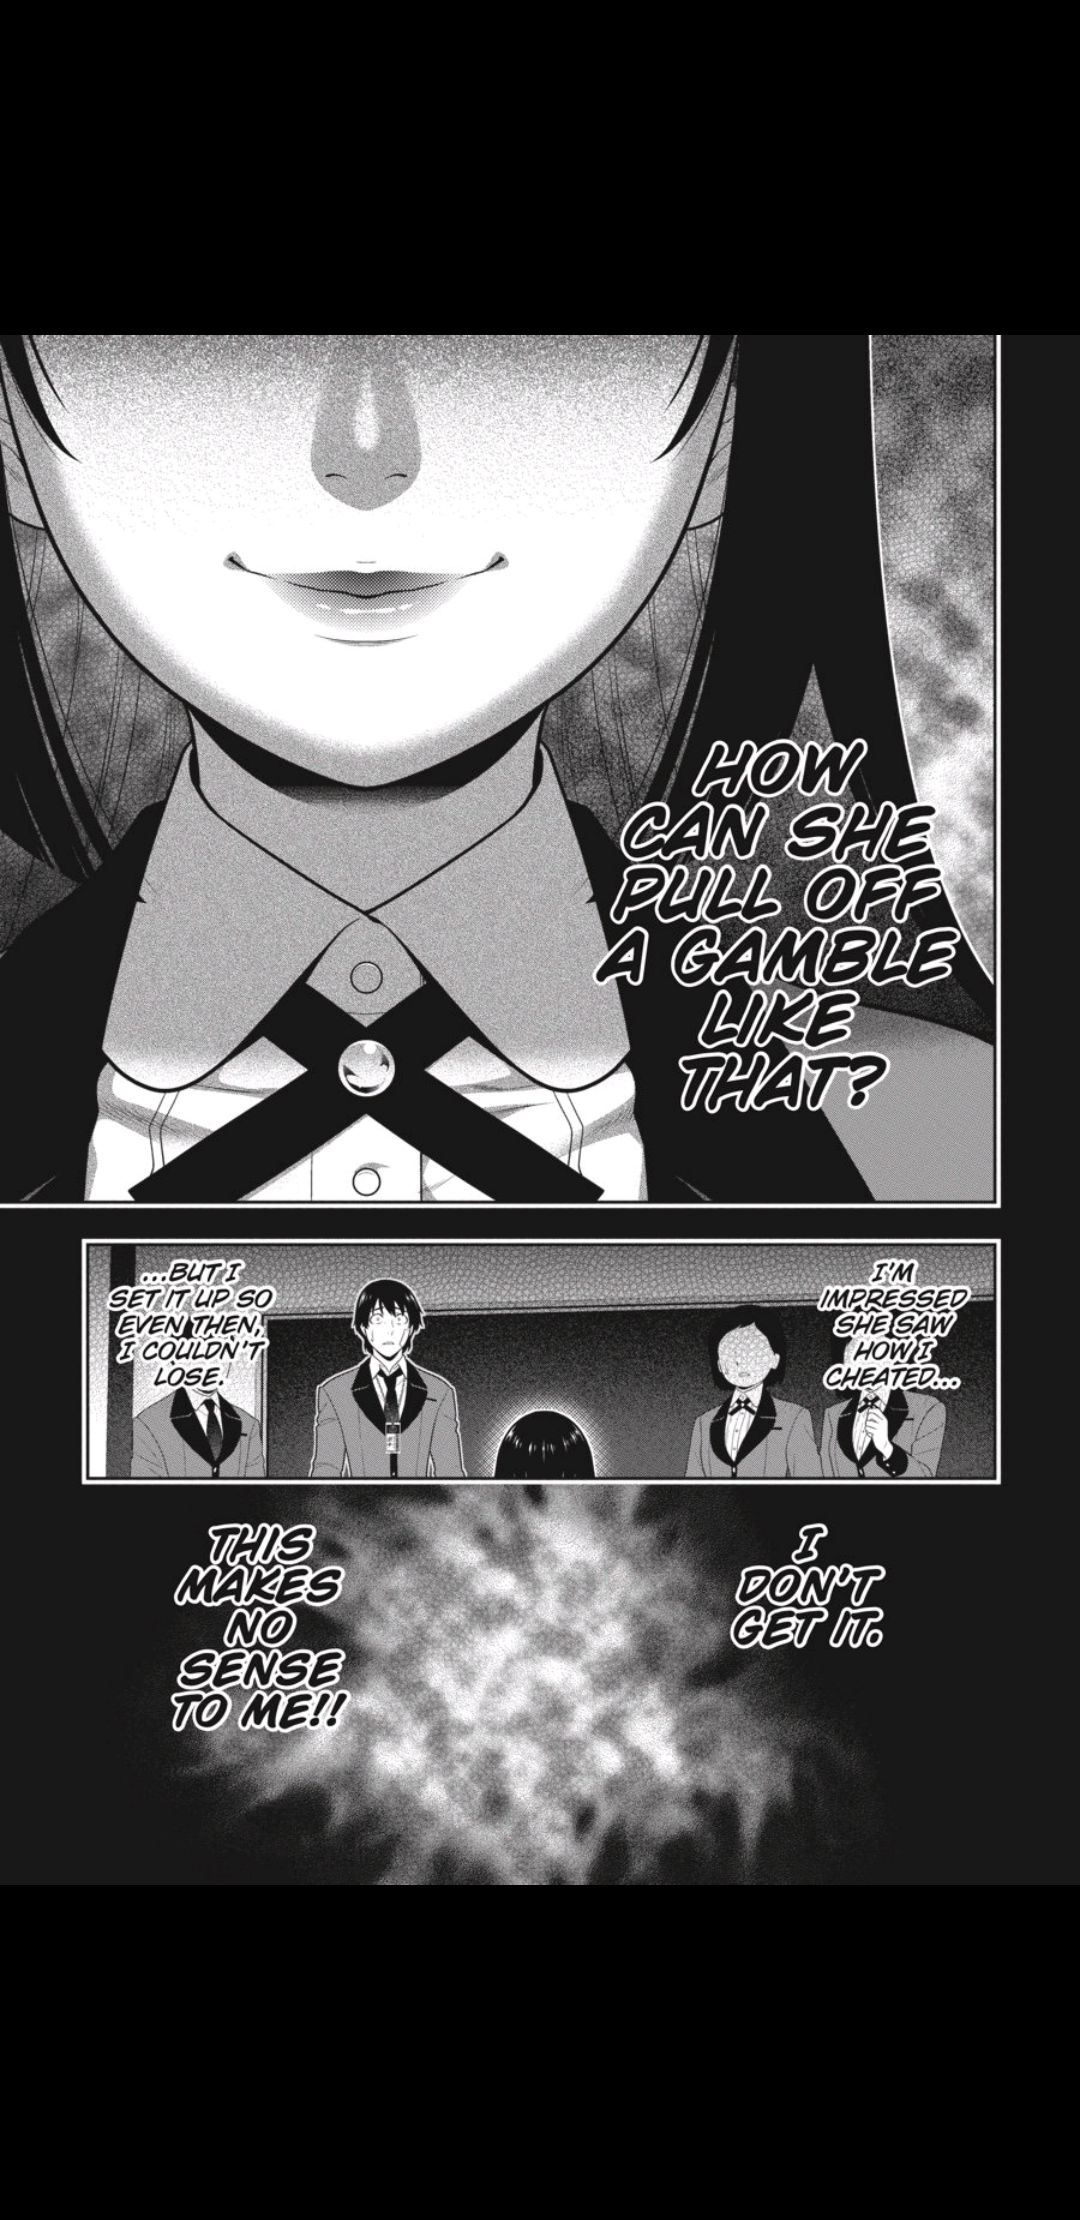 HOW
CAN SHE
PULL OFF
A GAMBLE
LIKE
THAT?
I'M
IMPRESSED
SHE SAW
HOW I
CHEATED...
...BUT I
SET IT UP SO
EVEN THEN,
I COULDN'T
LOSE.
I
DON'T
GET IT.
THIS
MAKES
NO
SENSE
TO ME!!